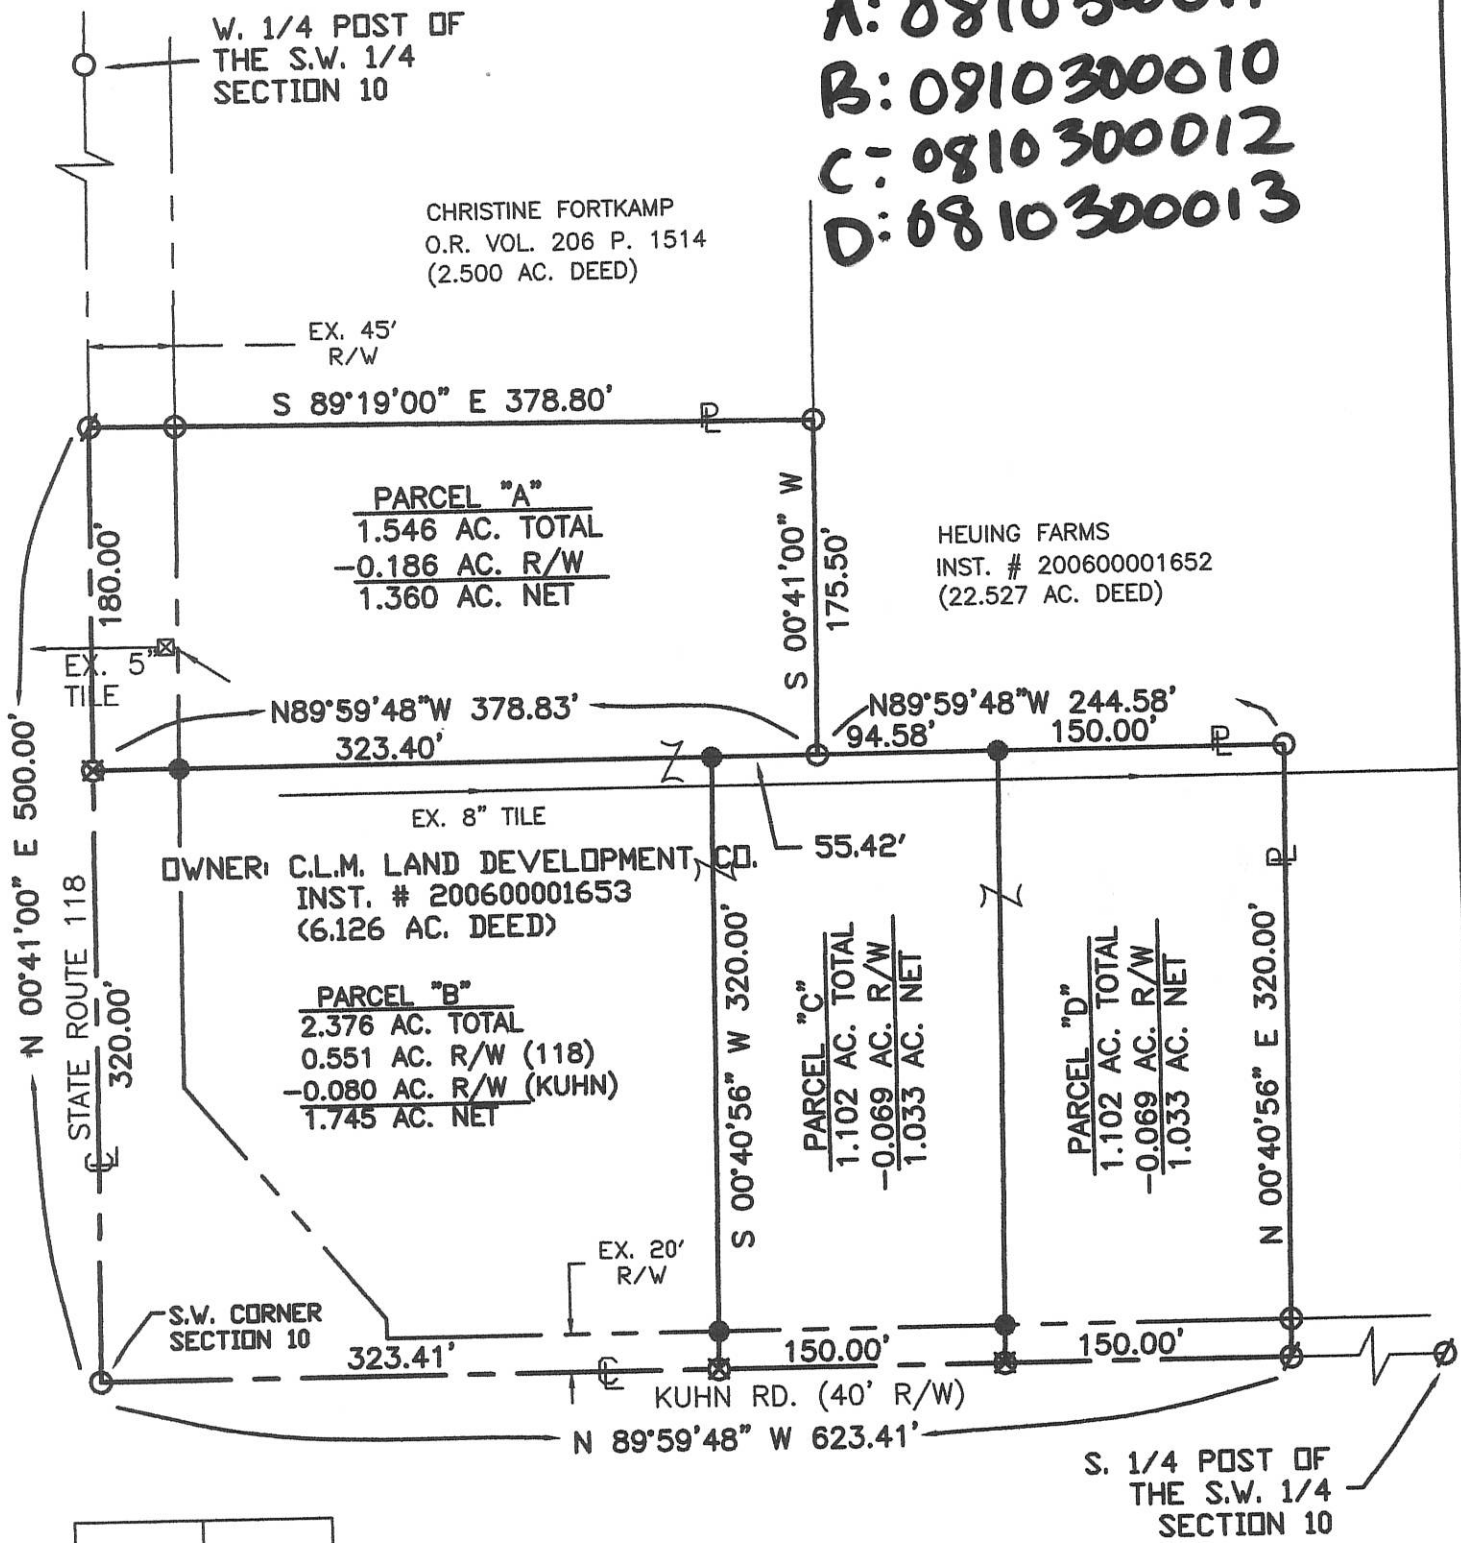 W. 1/4 POST OF
THE S.W. 1/4
SECTION 10
B: 0810300010
C: 0810300012
D: 0810300013
CHRISTINE FORTKAMP
O.R. VOL. 206 P. 1514
(2.500 AC. DEED)
EX. 45'
R/W
S 89°19'00" E 378.80'
PL
PARCEL "A"
1.546 AC. TOTAL
-0.186 AC. R/W
1.360 AC. NET
180.00'
S 00°41'00" W
175.50'
HEUING FARMS
INST. # 200600001652
(22.527 AC. DEED)
EX. 5"
TILE
N89°59'48"W 378.83'
323.40'
N89°59'48"W 244.58'
94.58'
150.00'
PL
N 00°41'00" E 500.00'
EX. 8" TILE
55.42'
OWNER: C.L.M. LAND DEVELOPMENT CO.
INST. # 200600001653
(6.126 AC. DEED)
PL
STATE ROUTE 118
320.00'
CL
PARCEL "B"
2.376 AC. TOTAL
0.551 AC. R/W (118)
-0.080 AC. R/W (KUHN)
1.745 AC. NET
S 00°40'56" W 320.00'
PARCEL "C"
1.102 AC. TOTAL
-0.069 AC. R/W
1.033 AC. NET
PARCEL "D"
1.102 AC. TOTAL
-0.069 AC. R/W
1.033 AC. NET
N 00°40'56" E 320.00'
EX. 20'
R/W
S.W. CORNER
SECTION 10
323.41'
CL
150.00'
150.00'
KUHN RD. (40' R/W)
N 89°59'48" W 623.41'
S. 1/4 POST OF
THE S.W. 1/4
SECTION 10